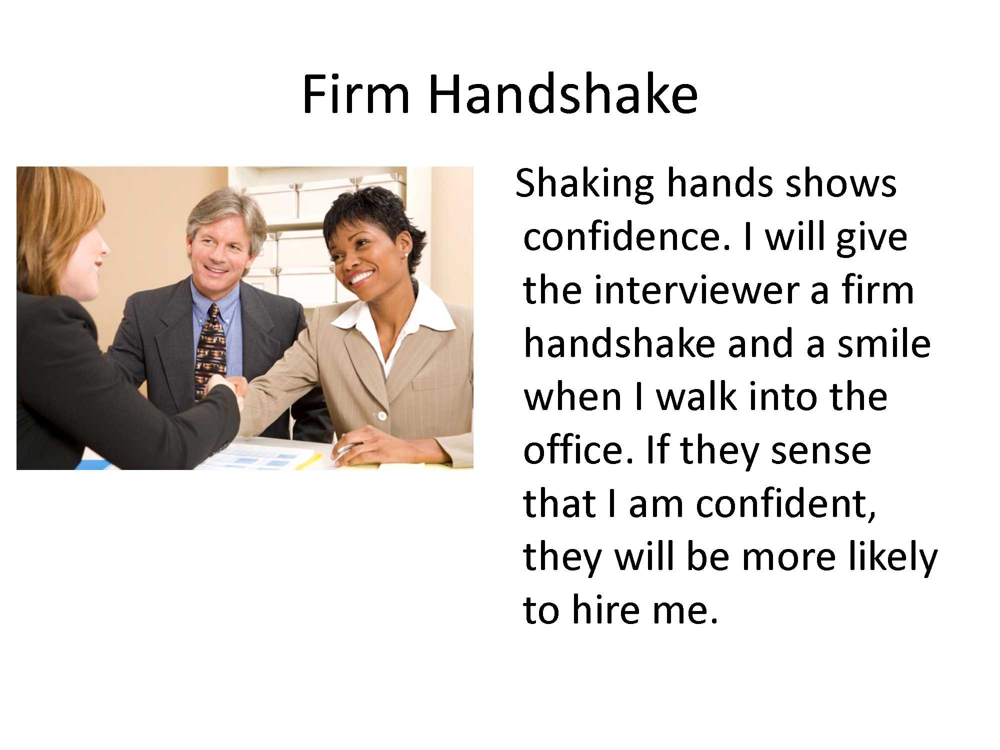 Firm Handshake
Shaking hands shows
confidence. I will give
the interviewer a firm
handshake and a smile
when I walk into the
office. If they sense
that I am confident,
they will be more likely
to hire me.